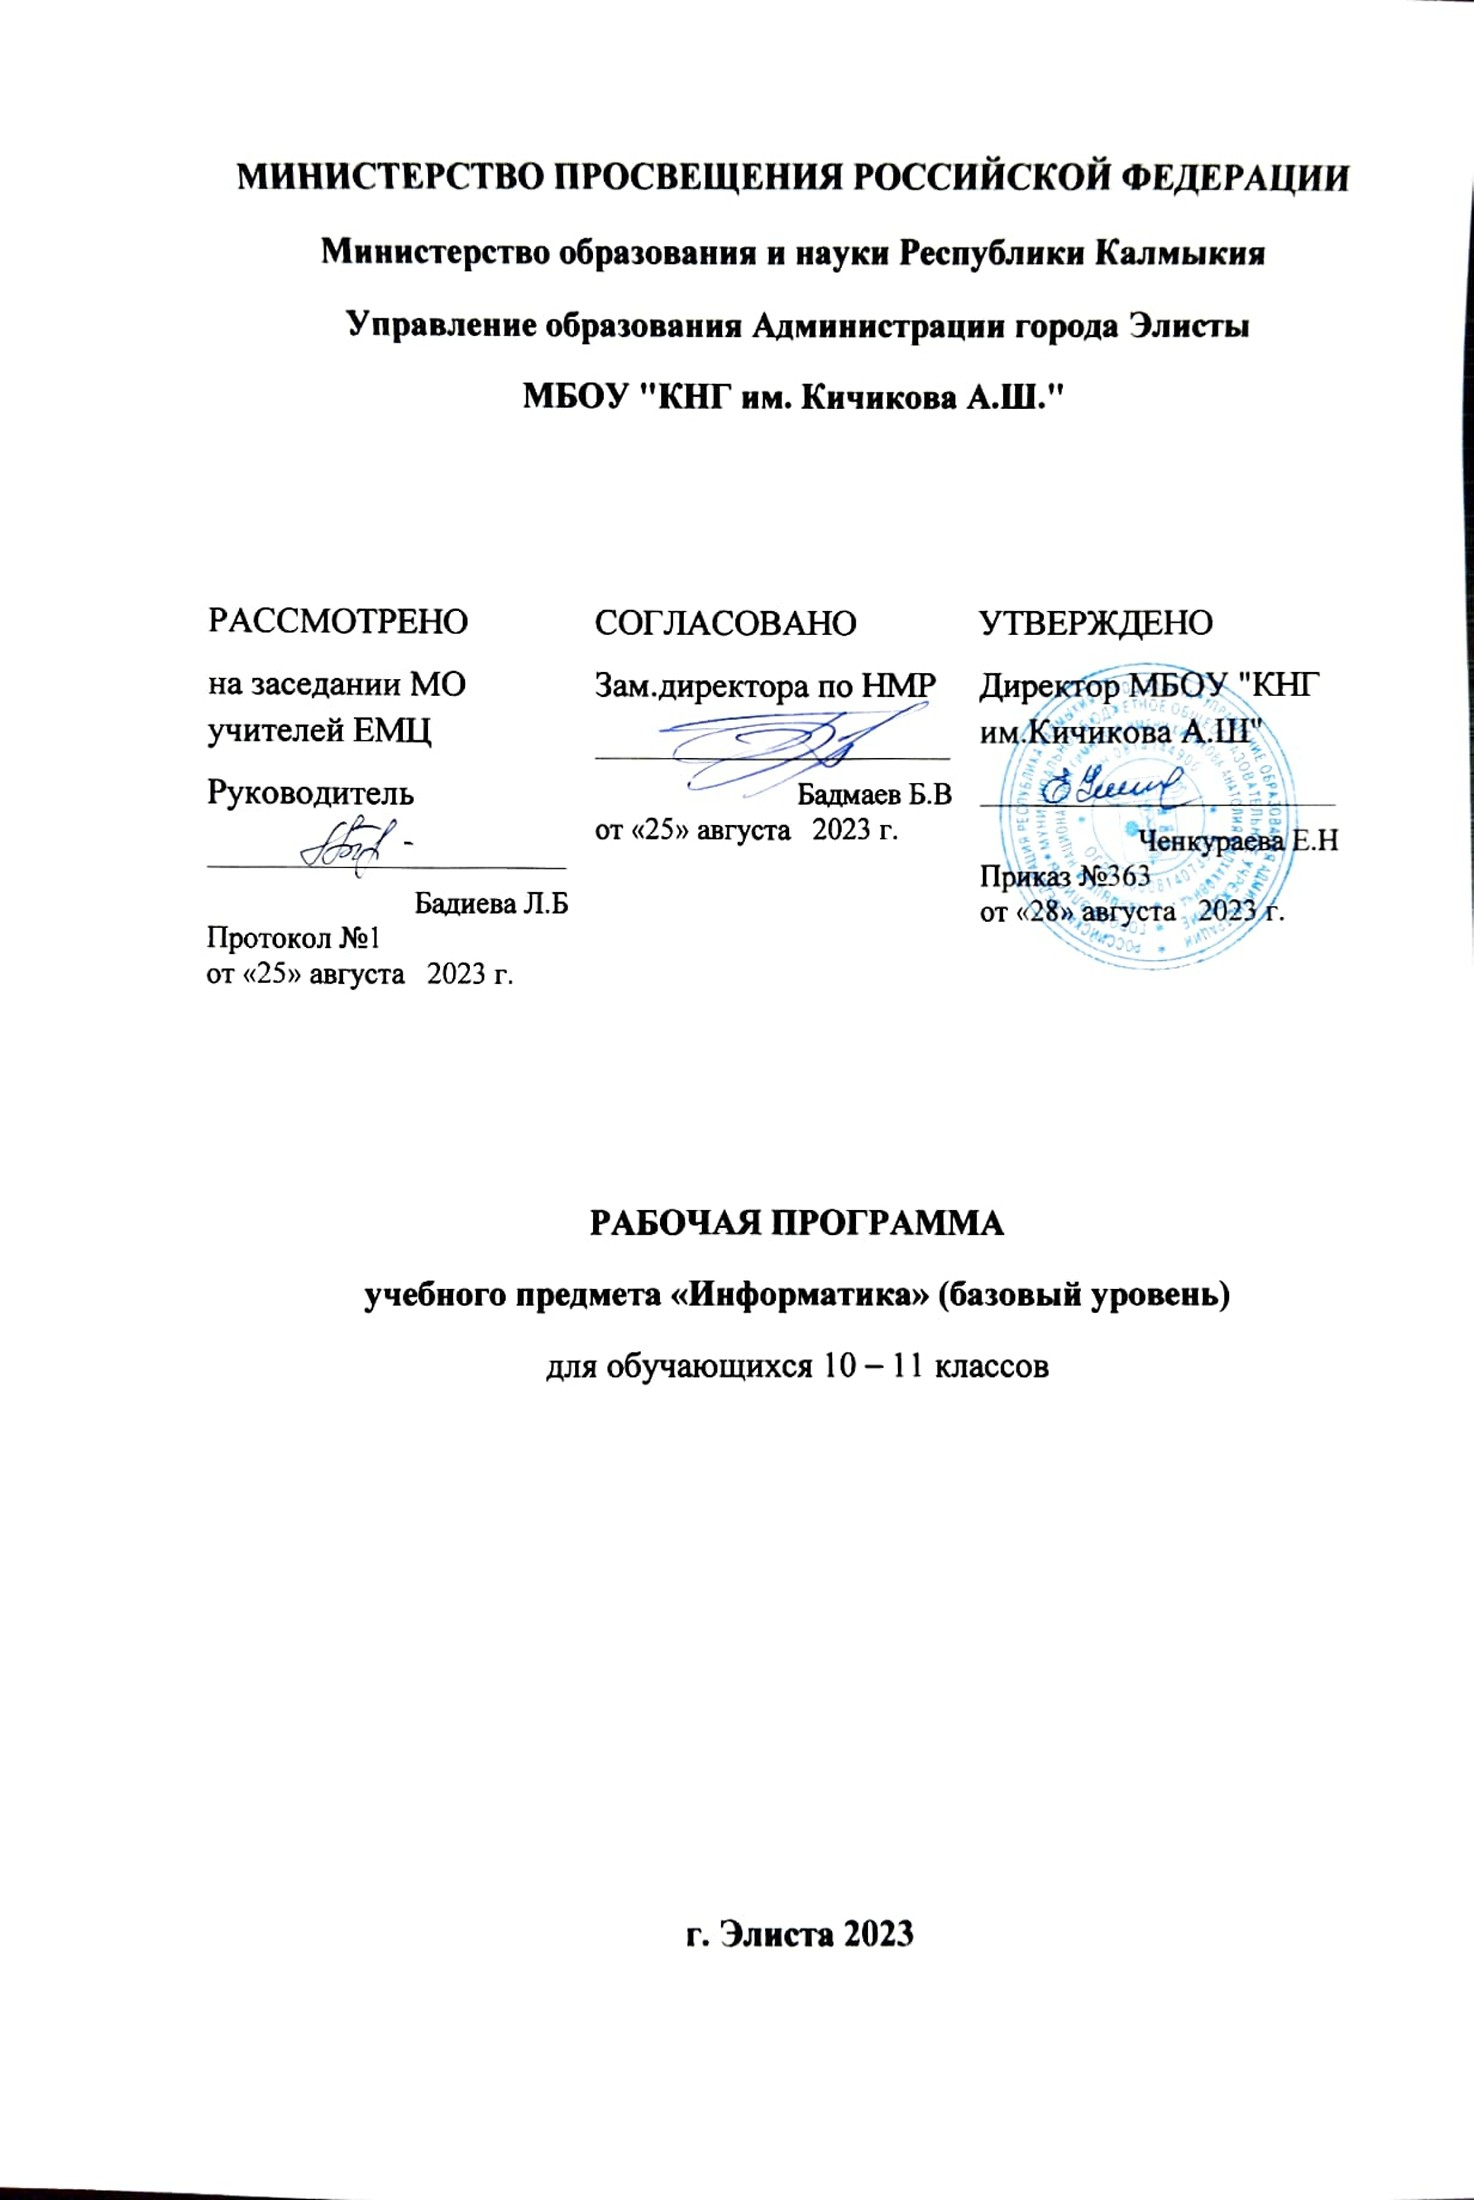 МИНИСТЕРСТВО ПРОСВЕЩЕНИЯ РОССИЙСКОЙ ФЕДЕРАЦИИ
Министерство образования и науки Республики Калмыкия
Управление образования Администрации города Элисты
МБОУ "КНГ им. Кичикова А.Ш."
РАССМОТРЕНО
на заседании МО
учителей ЕМЦ
Руководитель
Бадиева Л.Б
Протокол №1
от «25» августа 2023 г.
СОГЛАСОВАНО
Зам.директора по НМР
Бадмаев Б.В
от «25» августа 2023 г.
УТВЕРЖДЕНО
Директор МБОУ "КНГ
им.Кичикова А.Ш"
Ченкураева Е.Н
Приказ №363
от «28» августа 2023 г.
РАБОЧАЯ ПРОГРАММА
учебного предмета «Информатика» (базовый уровень)
для обучающихся 10 – 11 классов
г. Элиста 2023